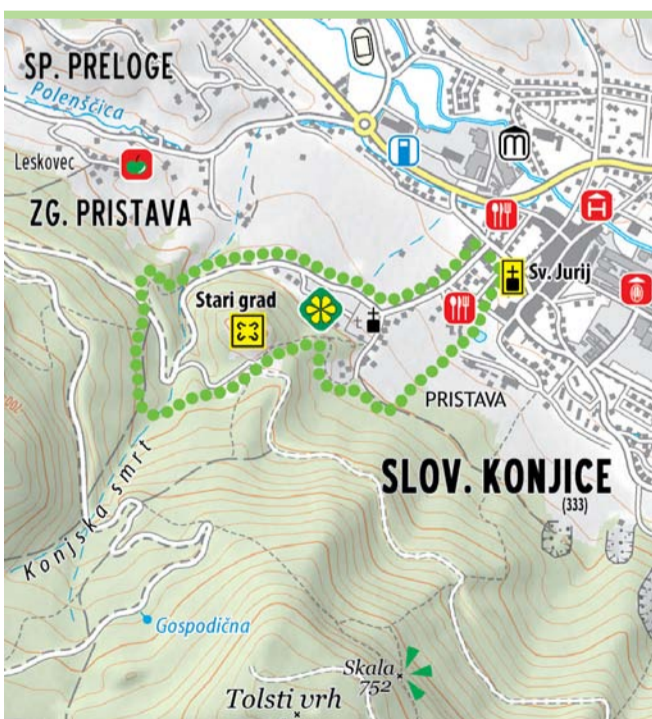 SP. PRELOGE
Polenščica
Leskovec
ZG. PRISTAVA
Stari grad
Sv. Jurij
PRISTAVA
SLOV. KONJICE
(333)
Konjska smrt
Gospodična
Skala
752
Tolsti vrh